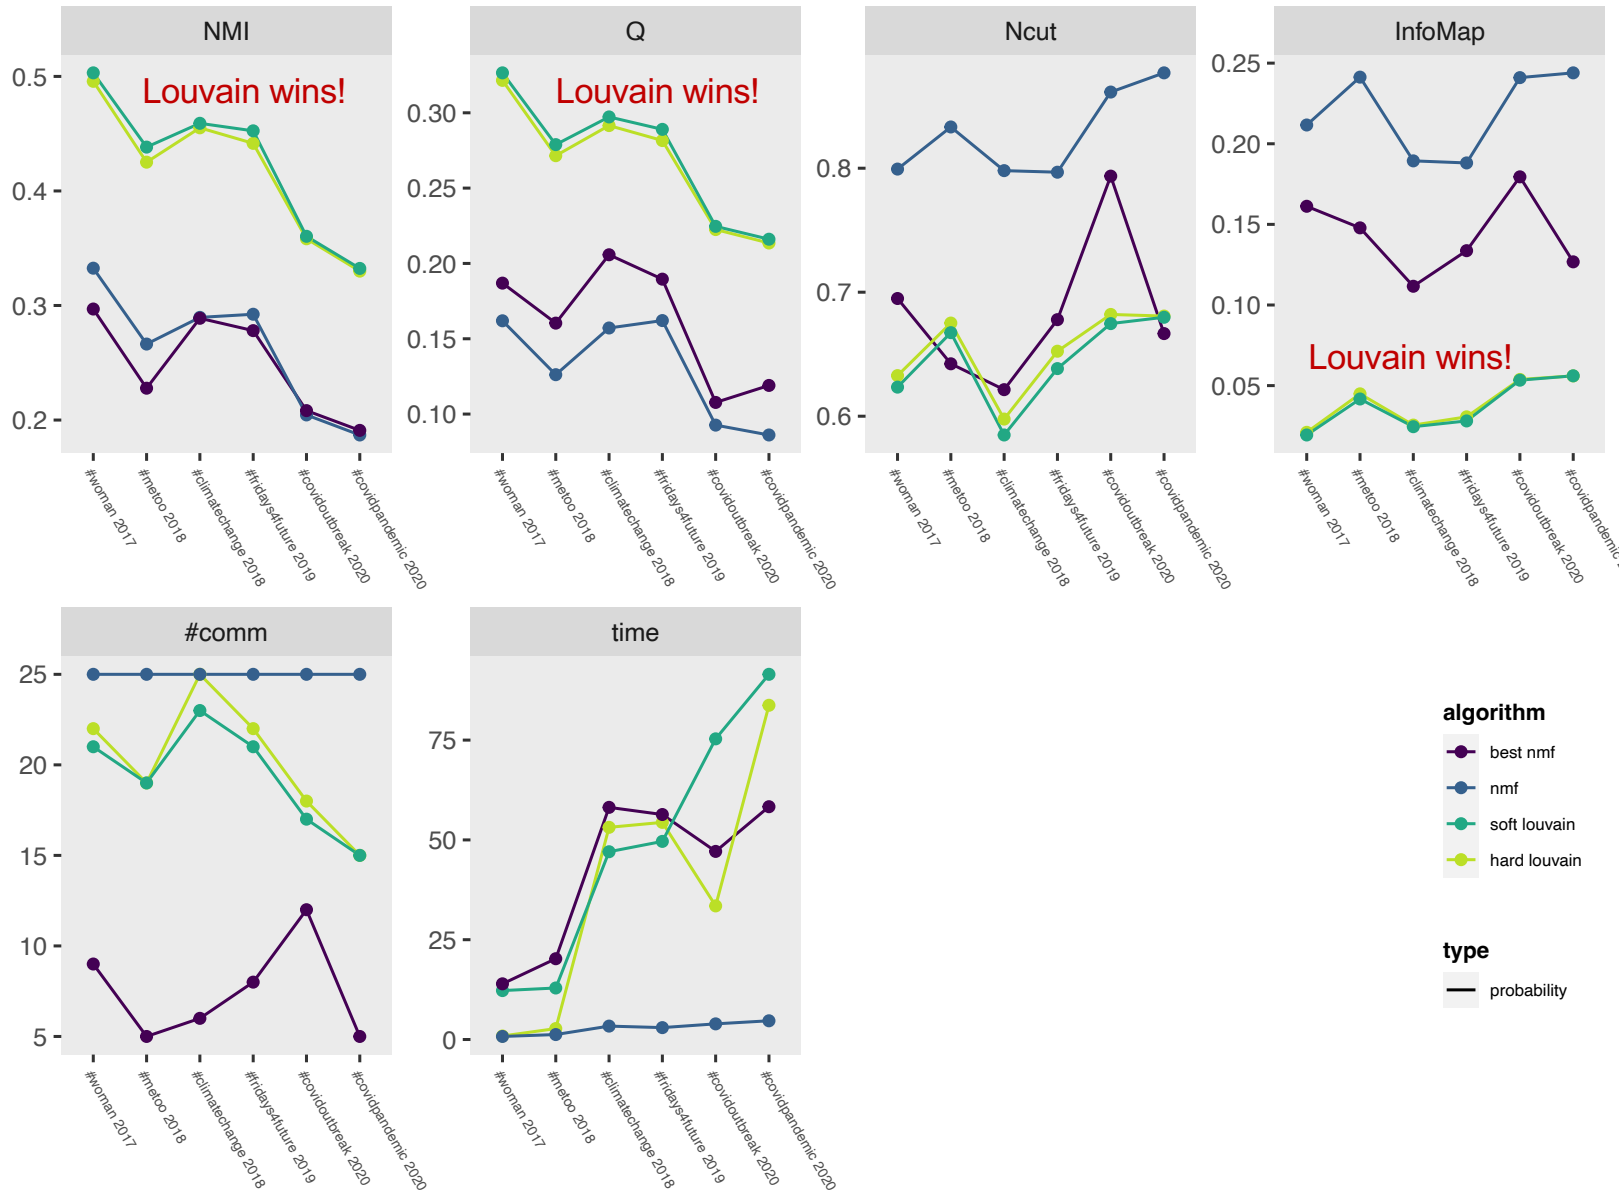 NMI
Q
Ncut
InfoMap
Louvain wins!
Louvain wins!
Louvain wins!
0.5
0.4
0.3
0.2
0.30
0.25
0.20
0.15
0.10
0.8
0.7
0.6
0.25
0.20
0.15
0.10
0.05
#woman 2017
#metoo 2018
#climatechange 2018
#fridays4future 2019
#covidoutbreak 2020
#covidpandemic 2020
#woman 2017
#metoo 2018
#climatechange 2018
#fridays4future 2019
#covidoutbreak 2020
#covidpandemic 2020
#woman 2017
#metoo 2018
#climatechange 2018
#fridays4future 2019
#covidoutbreak 2020
#covidpandemic 2020
#woman 2017
#metoo 2018
#climatechange 2018
#fridays4future 2019
#covidoutbreak 2020
#covidpandemic
#comm
time
25
20
15
10
5
75
50
25
0
#woman 2017
#metoo 2018
#climatechange 2018
#fridays4future 2019
#covidoutbreak 2020
#covidpandemic 2020
#woman 2017
#metoo 2018
#climatechange 2018
#fridays4future 2019
#covidoutbreak 2020
#covidpandemic 2020
algorithm
best nmf
nmf
soft louvain
hard louvain
type
probability